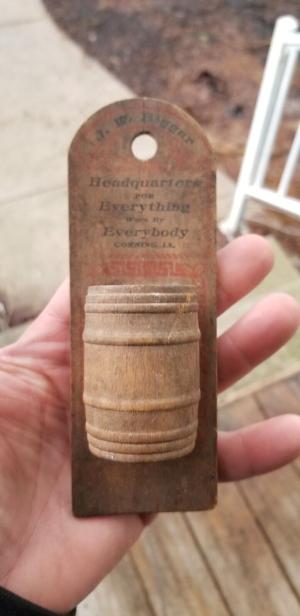 J. W. Bigger
Headquarters
FOR
Everything
Worn By
Everybody
CORNING, IA.